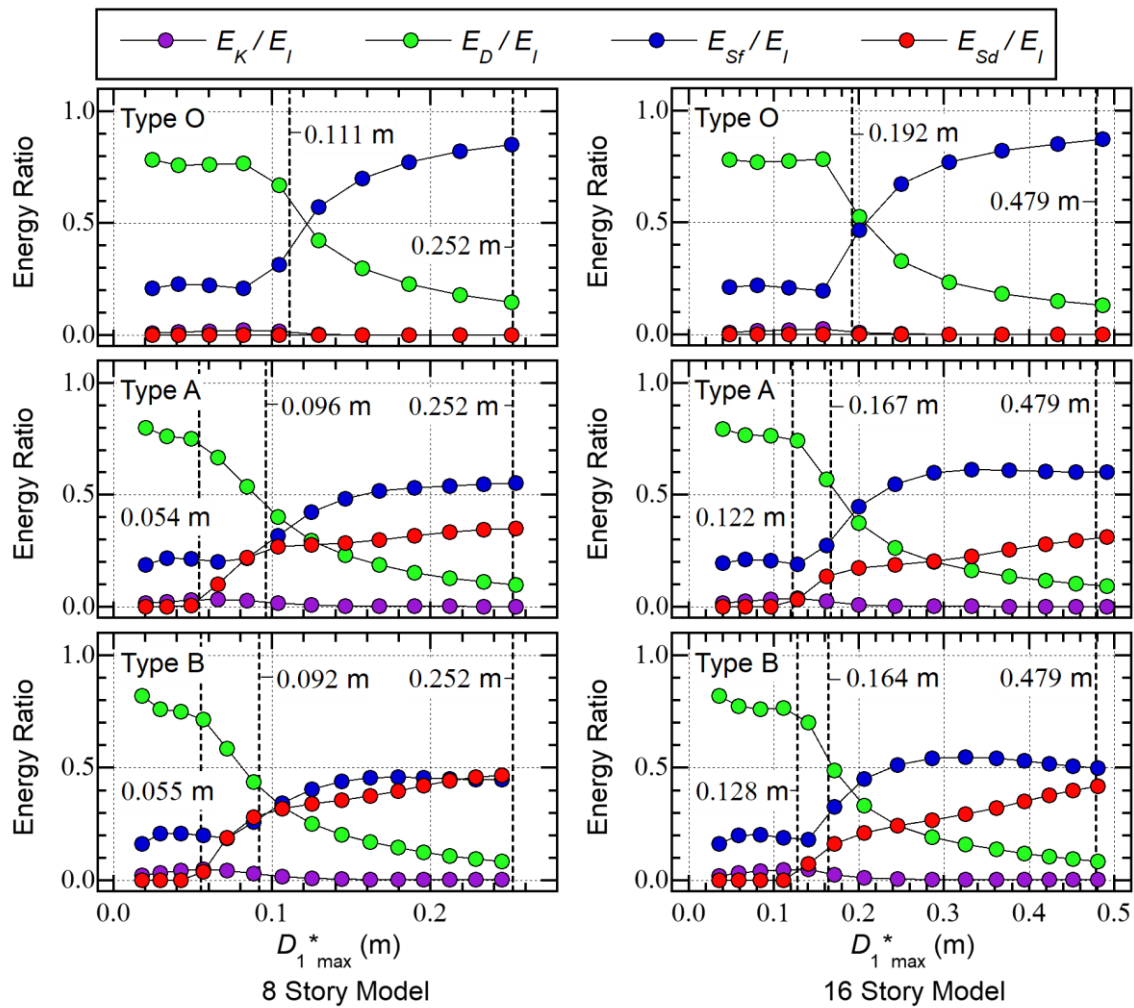 E_K / E_I E_D / E_I E_Sf / E_I E_Sd / E_I
1.0 Type O 0.111 m
Energy Ratio
0.5
0.252 m
0.0
1.0 Type O 0.192 m
Energy Ratio
0.5
0.479 m
0.0
1.0 Type A 0.096 m 0.252 m
Energy Ratio
0.5
0.054 m
0.0
1.0 Type A 0.167 m 0.479 m
Energy Ratio
0.5
0.122 m
0.0
1.0 Type B 0.092 m 0.252 m
Energy Ratio
0.5
0.055 m
0.0
0.0 0.1 0.2
D_1*_max (m)
8 Story Model
1.0 Type B 0.164 m 0.479 m
Energy Ratio
0.5
0.128 m
0.0
0.0 0.1 0.2 0.3 0.4 0.5
D_1*_max (m)
16 Story Model